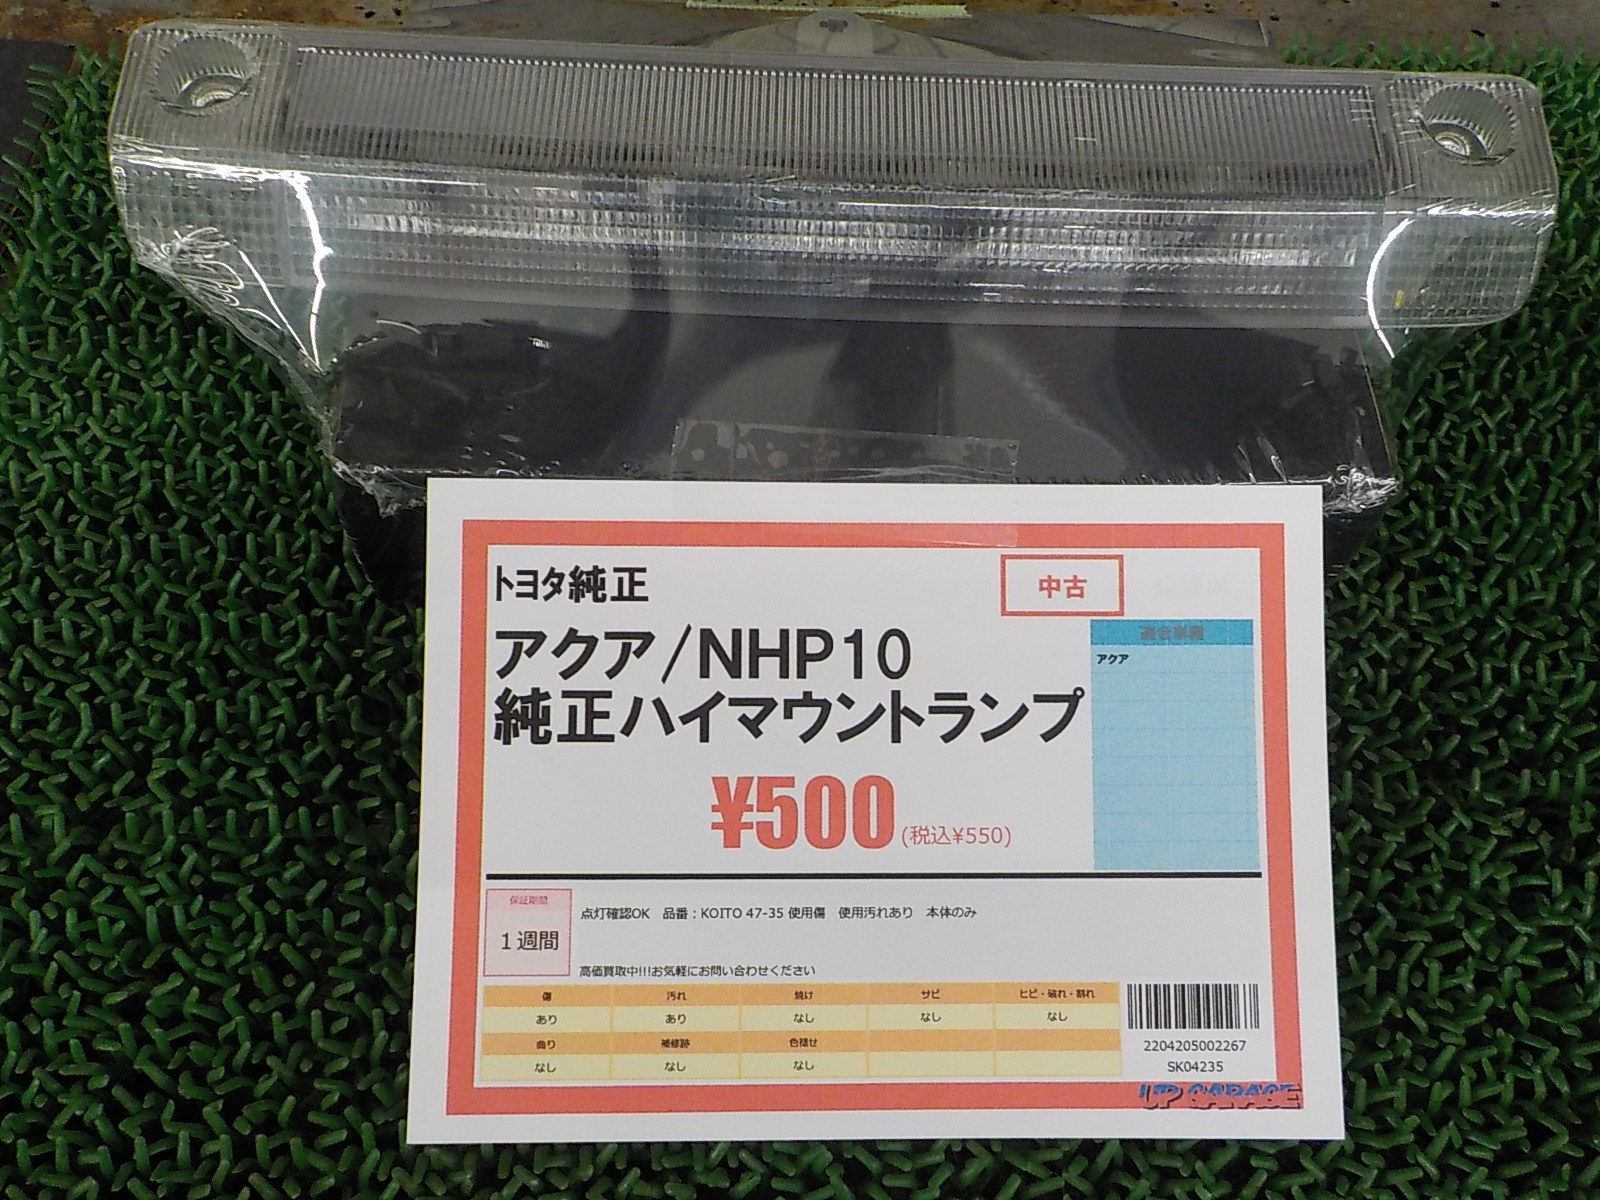 トヨタ純正
中古
アクア/NHP10
純正ハイマウントランプ
¥500 (税込¥550)
適合車種
アクア
保証期間
1週間
点灯確認OK 品番：KOITO 47-35 使用傷 使用汚れあり 本体のみ
高価買取中!!!お気軽にお問い合わせください
傷 汚れ 焼け サビ ヒビ・破れ・割れ
あり あり なし なし なし
曲り 補修跡 色褪せ
なし なし なし
2204205002267
SK04235
UP GARAGE